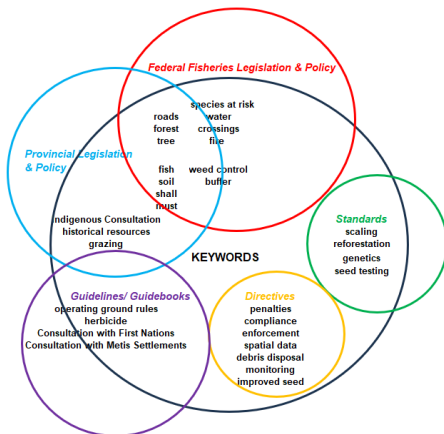 Federal Fisheries Legislation & Policy
species at risk
roads water
forest crossings
tree fire
Provincial Legislation
& Policy
fish weed control
soil buffer
shall
must
ndigenous Consultation
historical resources
grazing
Standards
scaling
reforestation
genetics
seed testing
KEYWORDS
Guidelines/ Guidebooks
operating ground rules
herbicide
Consultation with First Nations
Consultation with Metis Settlements
Directives
penalties
compliance
enforcement
spatial data
debris disposal
monitoring
improved seed